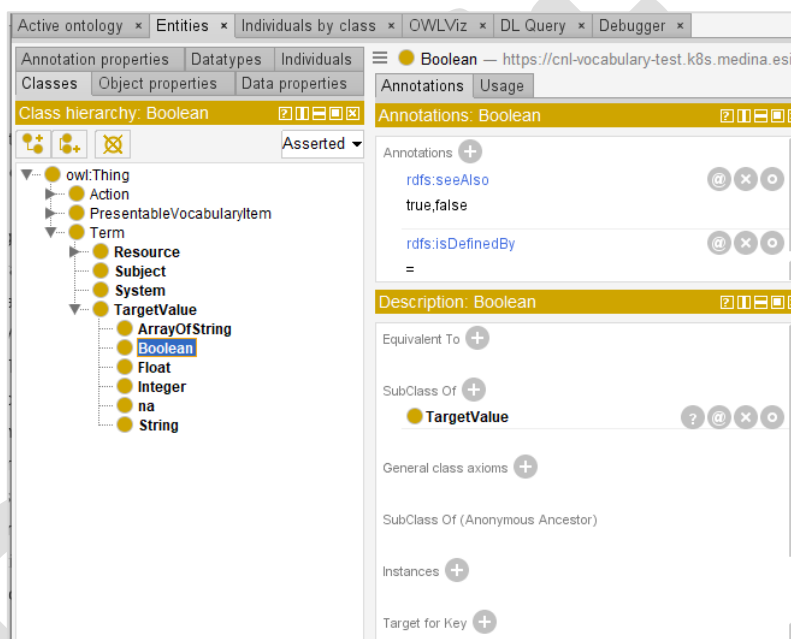 Active ontology × Entities × Individuals by class × OWLViz × DL Query × Debugger ×
Annotation properties Datatypes Individuals
Classes Object properties Data properties
Class hierarchy: Boolean
Asserted
owl:Thing
Action
PresentableVocabularyItem
Term
Resource
Subject
System
TargetValue
ArrayOfString
Boolean
Float
Integer
na
String
Boolean — https://cnl-vocabulary-test.k8s.medina.esi
Annotations Usage
Annotations: Boolean
Annotations
rdfs:seeAlso
true,false
rdfs:isDefinedBy
=
Description: Boolean
Equivalent To
SubClass Of
TargetValue
General class axioms
SubClass Of (Anonymous Ancestor)
Instances
Target for Key